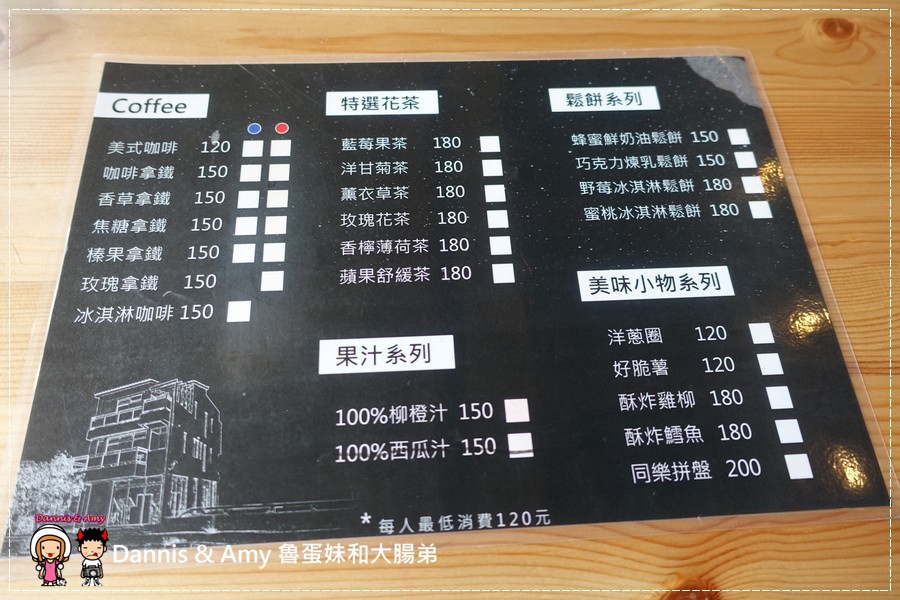 Coffee
美式咖啡 120
咖啡拿鐵 150
香草拿鐵 150
焦糖拿鐵 150
榛果拿鐵 150
玫瑰拿鐵 150
冰淇淋咖啡 150
特選花茶
藍莓果茶 180
洋甘菊茶 180
薰衣草茶 180
玫瑰花茶 180
香檸薄荷茶 180
蘋果舒緩茶 180
果汁系列
100%柳橙汁 150
100%西瓜汁 150
鬆餅系列
蜂蜜鮮奶油鬆餅 150
巧克力煉乳鬆餅 150
野莓冰淇淋鬆餅 180
蜜桃冰淇淋鬆餅 180
美味小物系列
洋蔥圈 120
好脆薯 120
酥炸雞柳 180
酥炸鱈魚 180
同樂拼盤 200
*每人最低消費120元
Dannis & Amy
Dannis & Amy 魯蛋妹和大腸弟